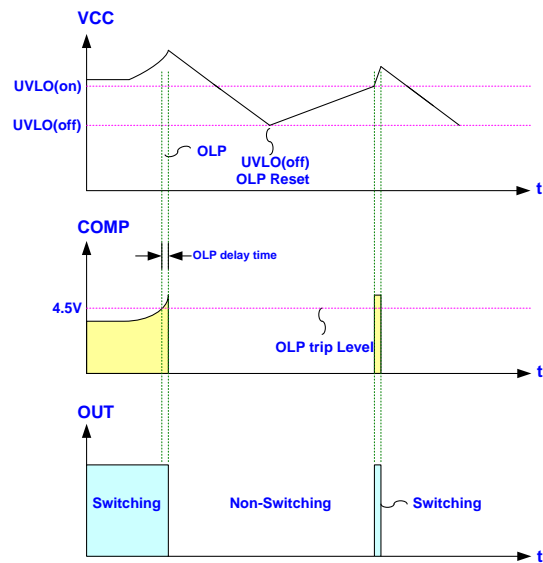 VCC
UVLO(on)
UVLO(off)
OLP
UVLO(off)
OLP Reset
t
COMP
OLP delay time
4.5V
OLP trip Level
t
OUT
Switching
Non-Switching
Switching
t